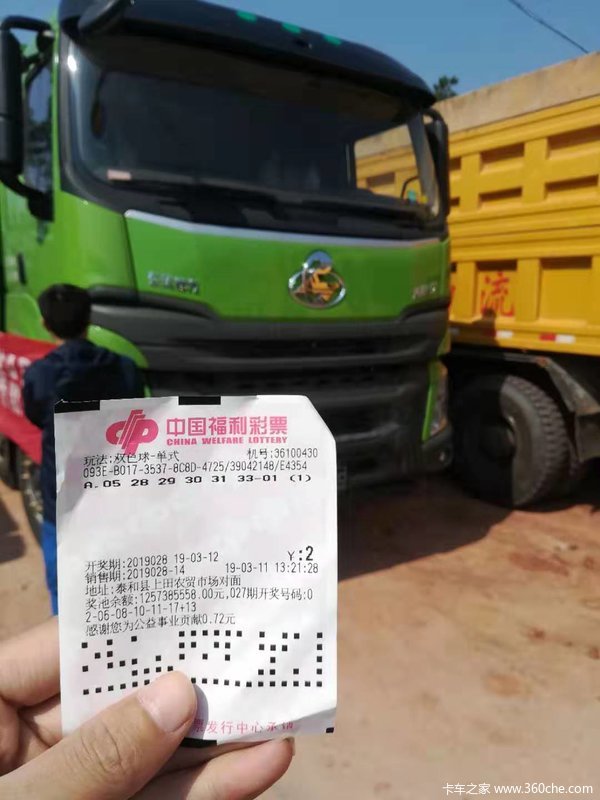 中国福利彩票
CHINA WELFARE LOTTERY
玩法:双色球-单式 机号:36100430
093E-B017-3537-8C8D-4725/39042148/E4354
A.05 28 29 30 31 33-01 (1)
开奖期:2019028 19-03-12 ¥:2
销售期:2019028-14 19-03-11 13:21:28
地址:泰和县上田农贸市场对面
奖池余额:1257385558.00元,027期开奖号码:0
2-05-08-10-11-17+13
感谢您为公益事业贡献0.72元
票发行中心承销
流
卡车之家 www.360che.com